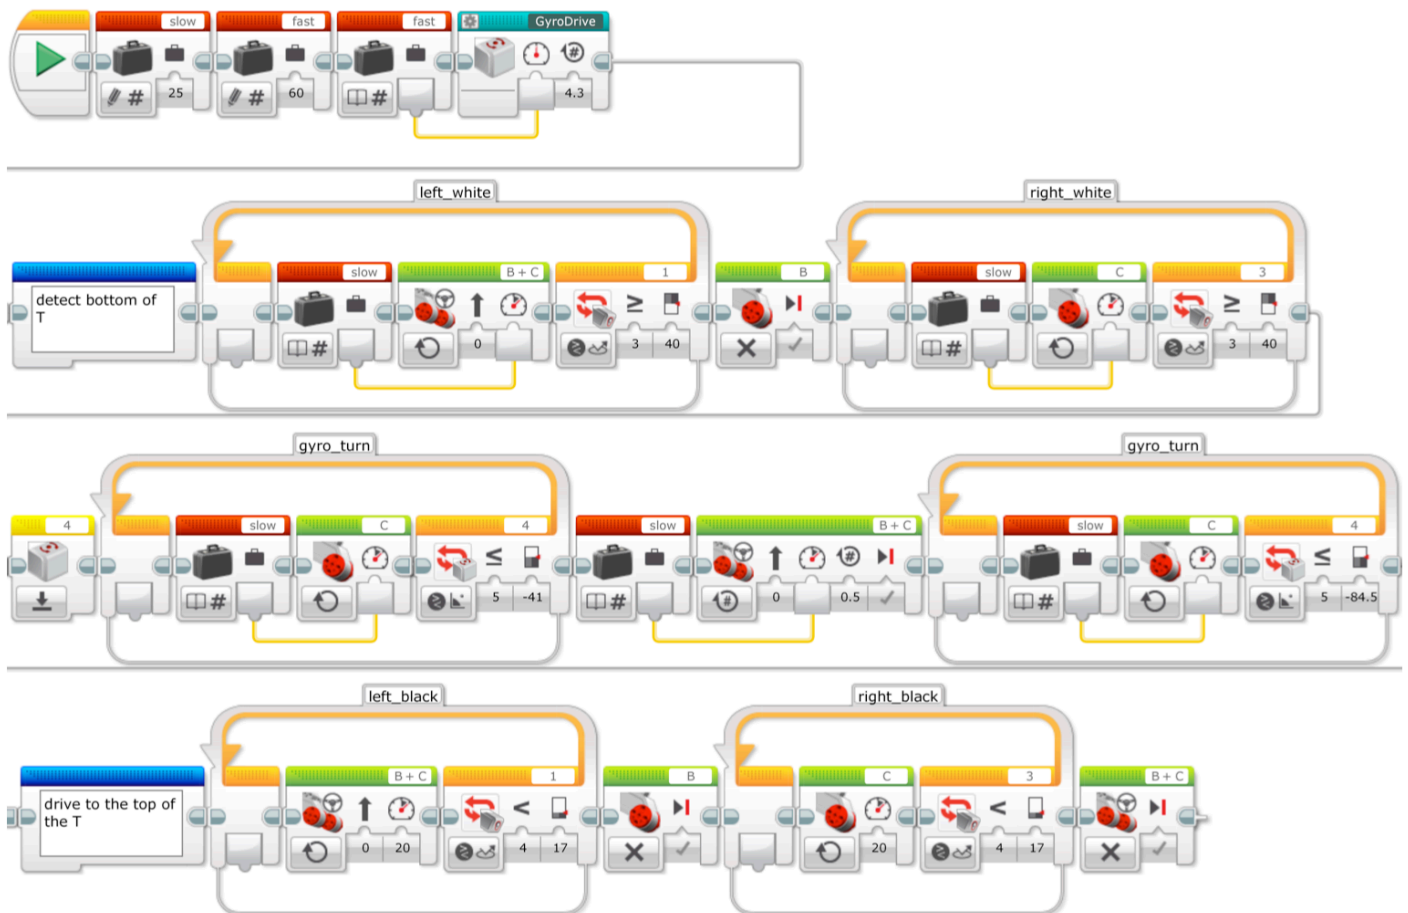 slow fast fast GyroDrive
# # #
25 60 4.3
left_white right_white
slow B + C 1 B slow C 3
detect bottom of
T
# 0 3 40 # 3 40
gyro_turn gyro_turn
4 slow C 4 slow B + C slow C 4
# 5 -41 # # 0 0.5 # 5 -84.5
left_black right_black
B + C 1 B C 3 B + C
drive to the top of
the T
0 20 4 17 20 4 17